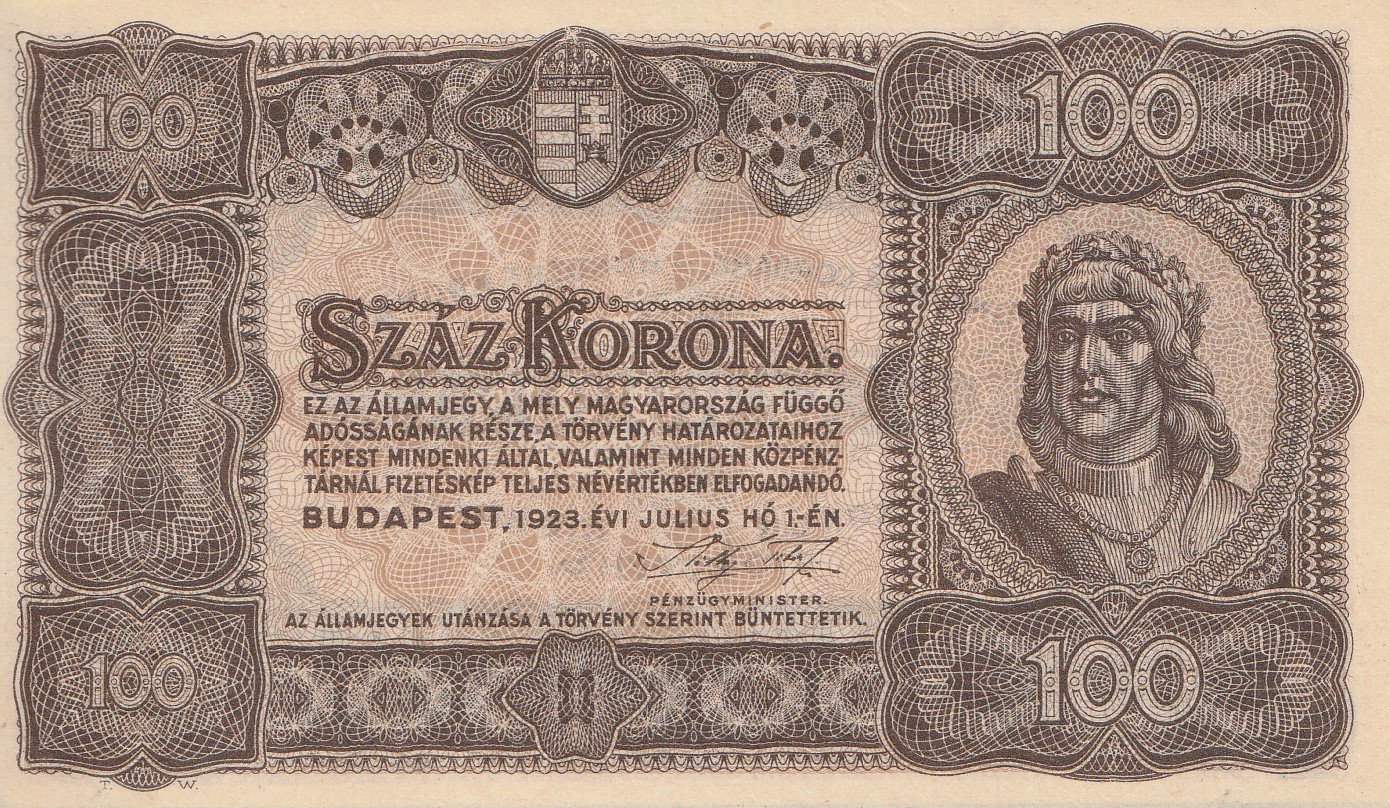 100
100
SZÁZ KORONA.
EZ AZ ÁLLAMJEGY, A MELY MAGYARORSZÁG FÜGGŐ
ADÓSSÁGÁNAK RÉSZE, A TÖRVÉNY HATÁROZATAIHOZ
KÉPEST MINDENKI ÁLTAL, VALAMINT MINDEN KÖZPÉNZ-
TÁRNÁL FIZETÉSKÉP TELJES NÉVÉRTÉKBEN ELFOGADANDÓ.
BUDAPEST, 1923. ÉVI JULIUS HÓ 1.-ÉN.
PÉNZÜGYMINISTER.
AZ ÁLLAMJEGYEK UTÁNZÁSA A TÖRVÉNY SZERINT BÜNTETTETIK.
100
100
T. W.